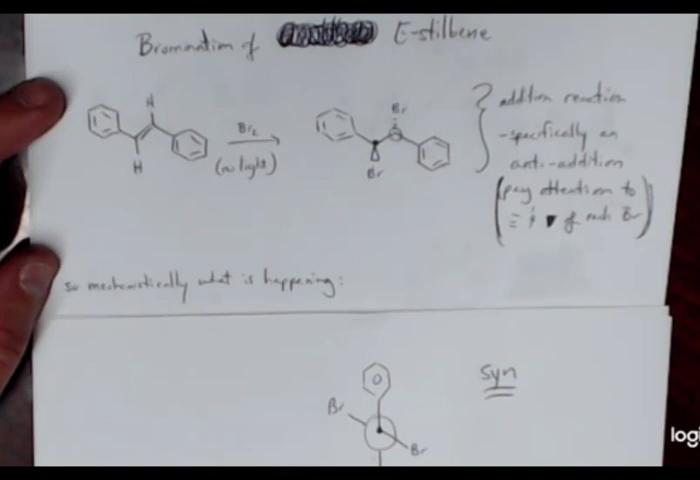 Bromination of E-stilbene
H
H
Br₂
(no light)
Br
Br
addition reaction
-specifically an
anti-addition
(pay attention to
of each Br)
so mechanistically what is happening:
Syn
Br
Br
logi